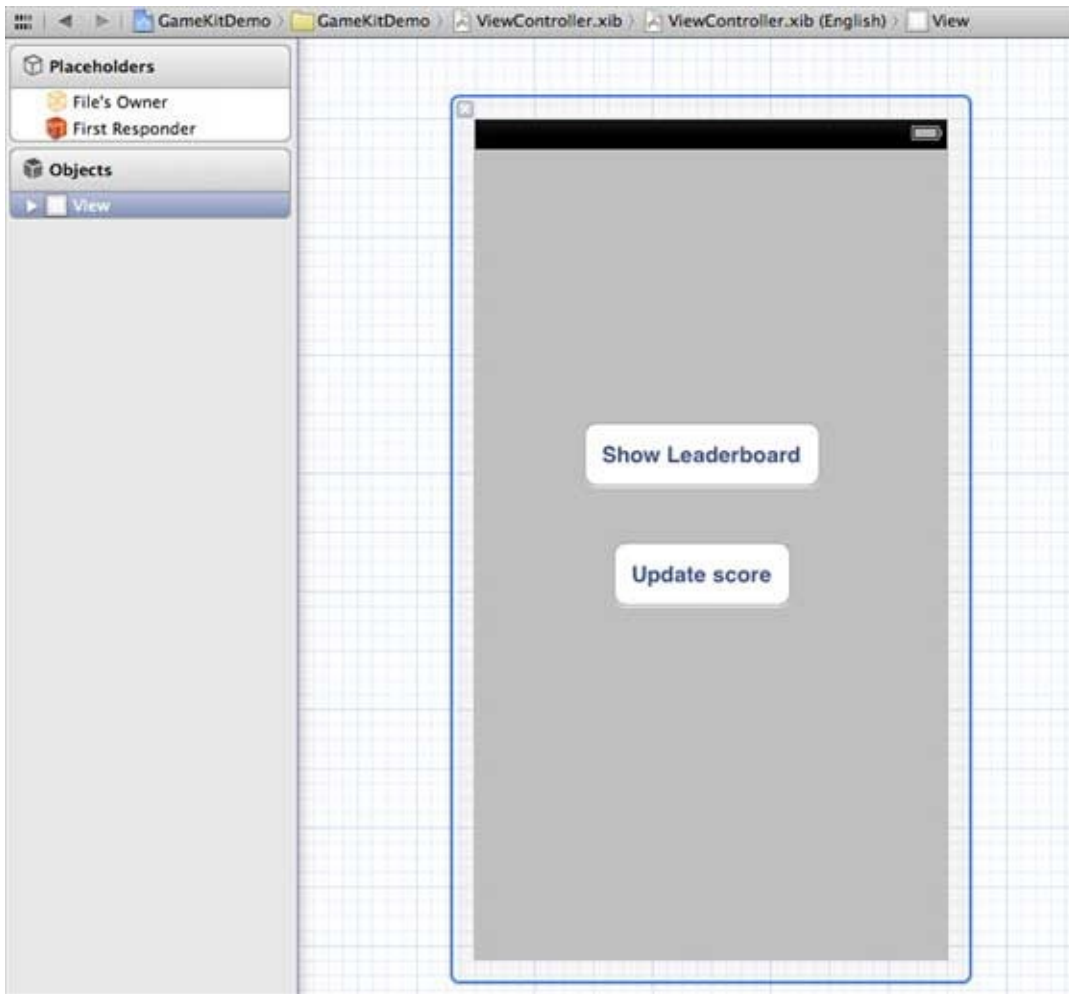 GameKitDemo GameKitDemo ViewController.xib ViewController.xib (English) View
Placeholders
File's Owner
First Responder
Objects
View
Show Leaderboard
Update score